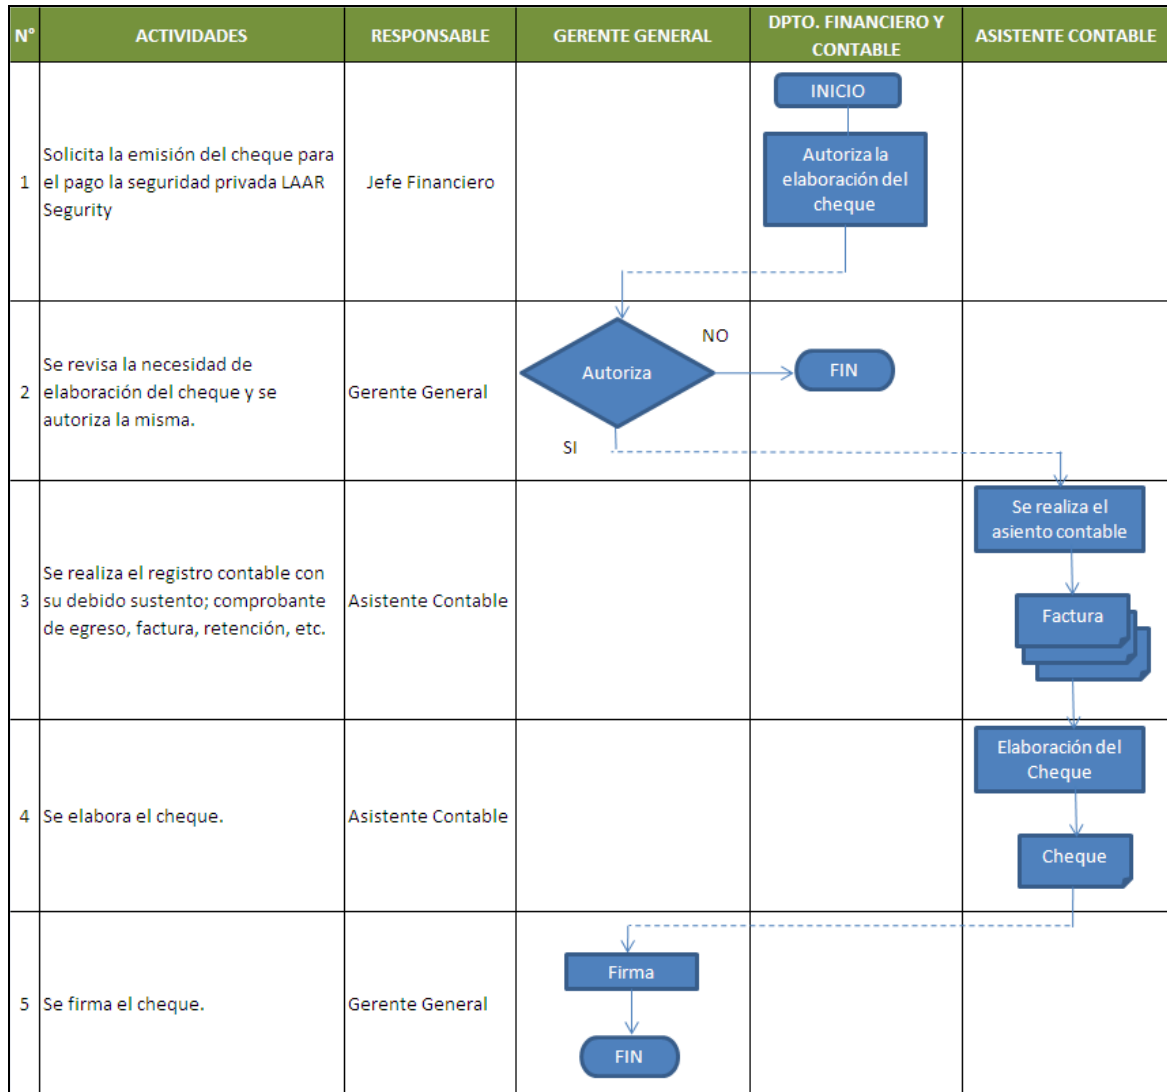 N° ACTIVIDADES RESPONSABLE GERENTE GENERAL DPTO. FINANCIERO Y CONTABLE ASISTENTE CONTABLE
INICIO
1
Solicita la emisión del cheque para
el pago la seguridad privada LAAR
Segurity
Jefe Financiero
Autoriza la
elaboración del
cheque
2
Se revisa la necesidad de
elaboración del cheque y se
autoriza la misma.
Gerente General
Autoriza
NO
FIN
SI
3
Se realiza el registro contable con
su debido sustento; comprobante
de egreso, factura, retención, etc.
Asistente Contable
Se realiza el
asiento contable
Factura
4
Se elabora el cheque.
Asistente Contable
Elaboración del
Cheque
Cheque
5
Se firma el cheque.
Gerente General
Firma
FIN